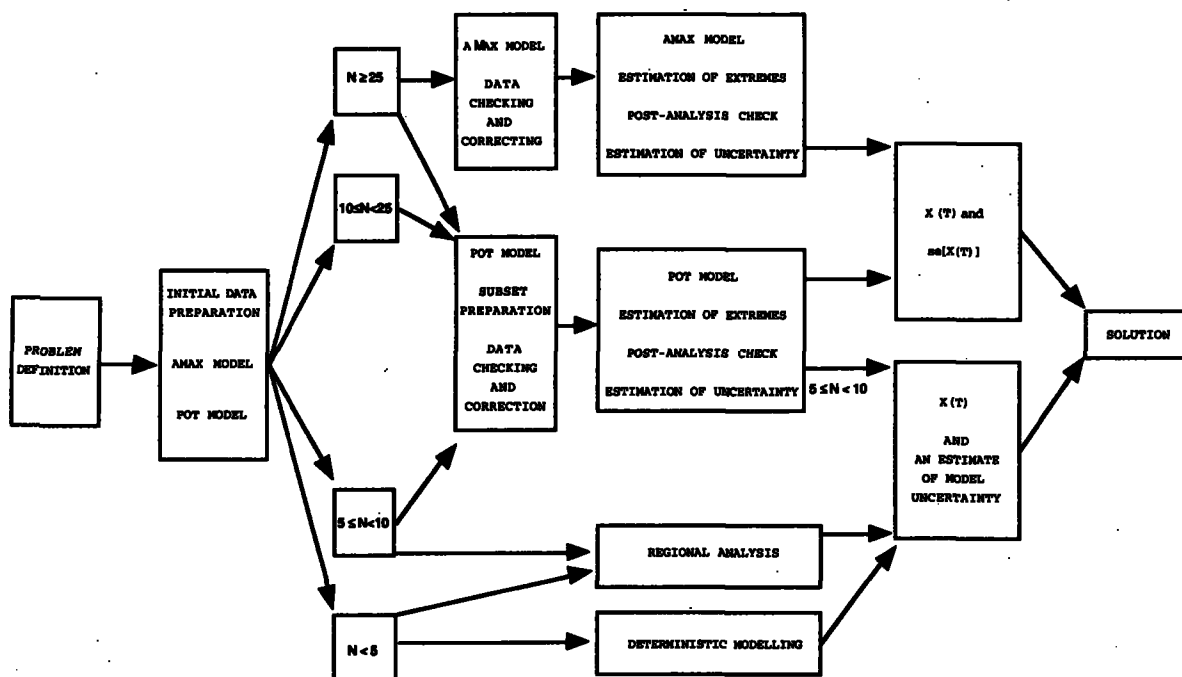 PROBLEM
DEFINITION
INITIAL DATA
PREPARATION
AMAX MODEL
POT MODEL
N ≥ 25
10≤N<25
5 ≤ N<10
N < 5
A MAX MODEL
DATA
CHECKING
AND
CORRECTING
POT MODEL
SUBSET
PREPARATION
DATA
CHECKING
AND
CORRECTION
AMAX MODEL
ESTIMATION OF EXTREMES
POST-ANALYSIS CHECK
ESTIMATION OF UNCERTAINTY
POT MODEL
ESTIMATION OF EXTREMES
POST-ANALYSIS CHECK
ESTIMATION OF UNCERTAINTY
5 ≤ N < 10
REGIONAL ANALYSIS
DETERMINISTIC MODELLING
X (T) and
se[X(T)]
X (T)
AND
AN ESTIMATE
OF MODEL
UNCERTAINTY
SOLUTION